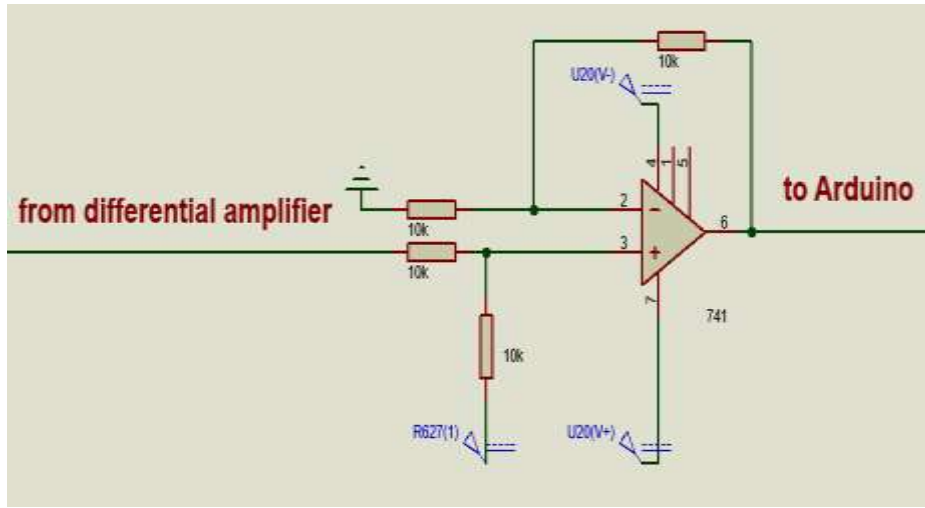 10k
U20(V-)
4
1
5
to Arduino
from differential amplifier
10k
2
6
10k
3
7
741
10k
R627(1)
U20(V+)